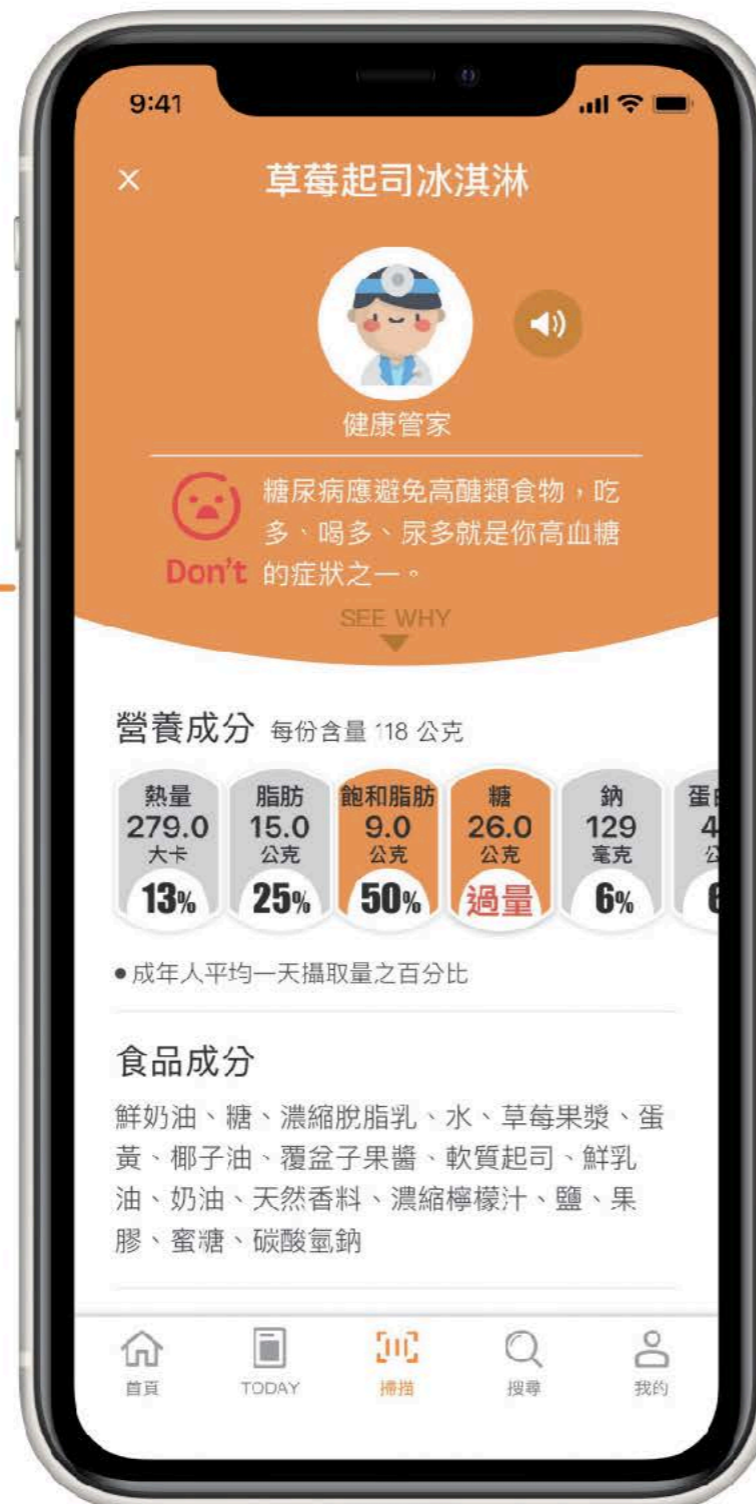 9:41
草莓起司冰淇淋
健康管家
糖尿病應避免高醣類食物，吃
多、喝多、尿多就是你高血糖
Don't 的症狀之一。
SEE WHY
營養成分 每份含量 118 公克
熱量 脂肪 飽和脂肪 糖 鈉
279.0 15.0 9.0 26.0 129
大卡 公克 公克 公克 毫克
13% 25% 50% 過量 6%
•成年人平均一天攝取量之百分比
食品成分
鮮奶油、糖、濃縮脫脂乳、水、草莓果漿、蛋
黃、椰子油、覆盆子果醬、軟質起司、鮮乳
油、奶油、天然香料、濃縮檸檬汁、鹽、果
膠、蜜糖、碳酸氫鈉
首頁 TODAY 掃描 搜尋 我的